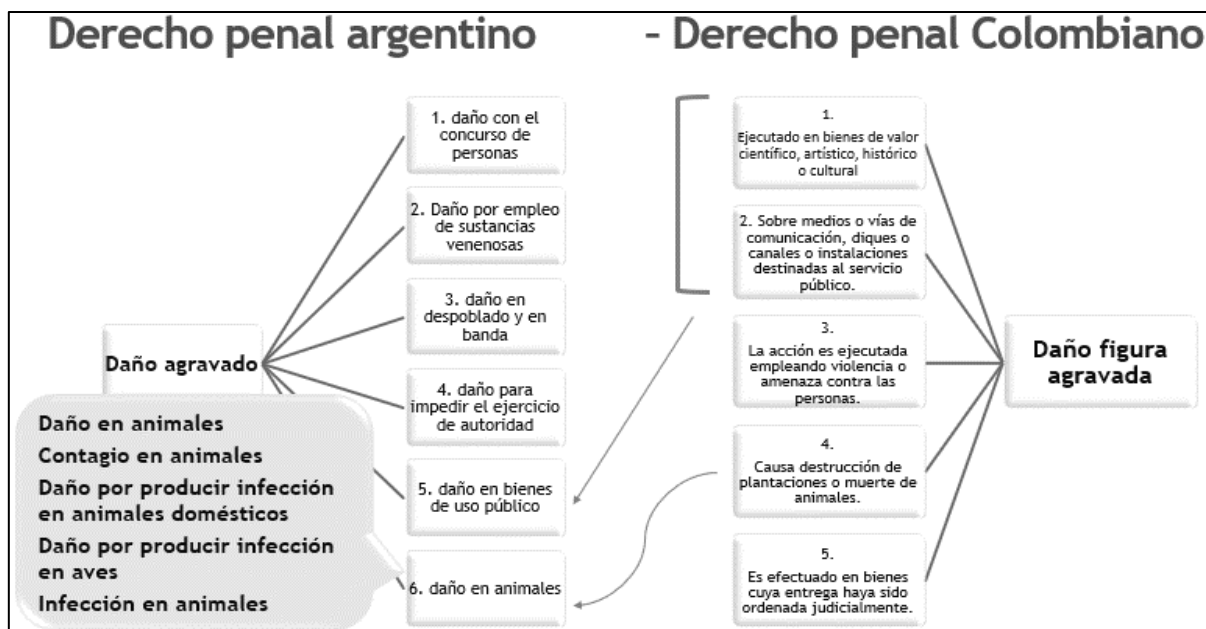 Derecho penal argentino
- Derecho penal Colombiano
Daño agravado
1. daño con el
concurso de
personas
2. Daño por empleo
de sustancias
venenosas
3. daño en
despoblado y en
banda
4. daño para
impedir el ejercicio
de autoridad
5. daño en bienes
de uso público
6. daño en animales
Daño en animales
Contagio en animales
Daño por producir infección
en animales domésticos
Daño por producir infección
en aves
Infección en animales
1.
Ejecutado en bienes de valor
científico, artístico, histórico
o cultural
2. Sobre medios o vías de
comunicación, diques o
canales o instalaciones
destinadas al servicio
público.
3.
La acción es ejecutada
empleando violencia o
amenaza contra las
personas.
4.
Causa destrucción de
plantaciones o muerte de
animales.
5.
Es efectuado en bienes
cuya entrega haya sido
ordenada judicialmente.
Daño figura
agravada